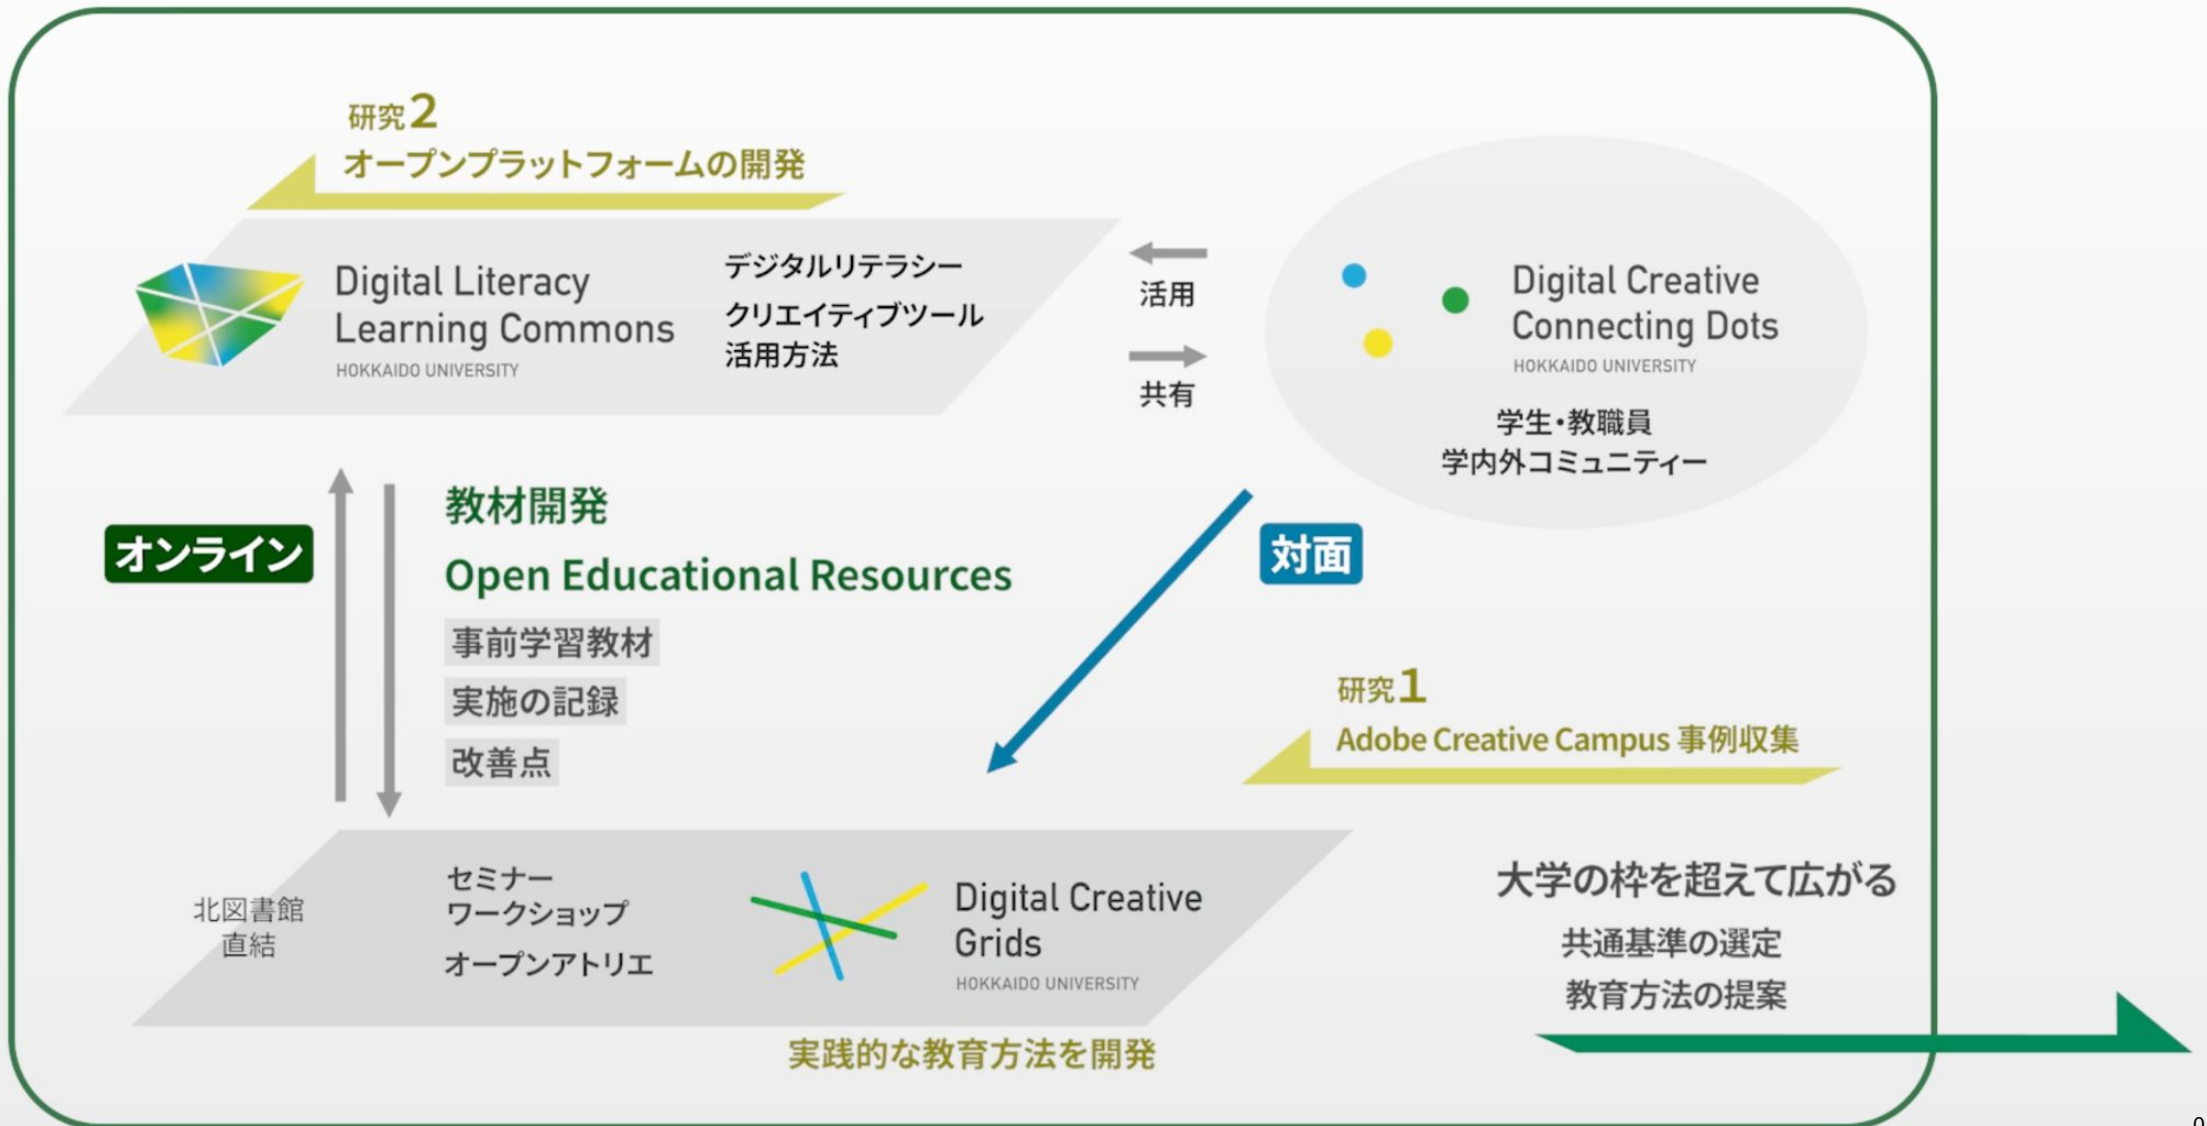 研究2
オープンプラットフォームの開発
Digital Literacy
Learning Commons
HOKKAIDO UNIVERSITY
デジタルリテラシー
クリエイティブツール
活用方法
活用
共有
Digital Creative
Connecting Dots
HOKKAIDO UNIVERSITY
学生・教職員
学内外コミュニティー
オンライン
教材開発
Open Educational Resources
事前学習教材
実施の記録
改善点
対面
研究1
Adobe Creative Campus 事例収集
北図書館
直結
セミナー
ワークショップ
オープンアトリエ
Digital Creative
Grids
HOKKAIDO UNIVERSITY
実践的な教育方法を開発
大学の枠を超えて広がる
共通基準の選定
教育方法の提案